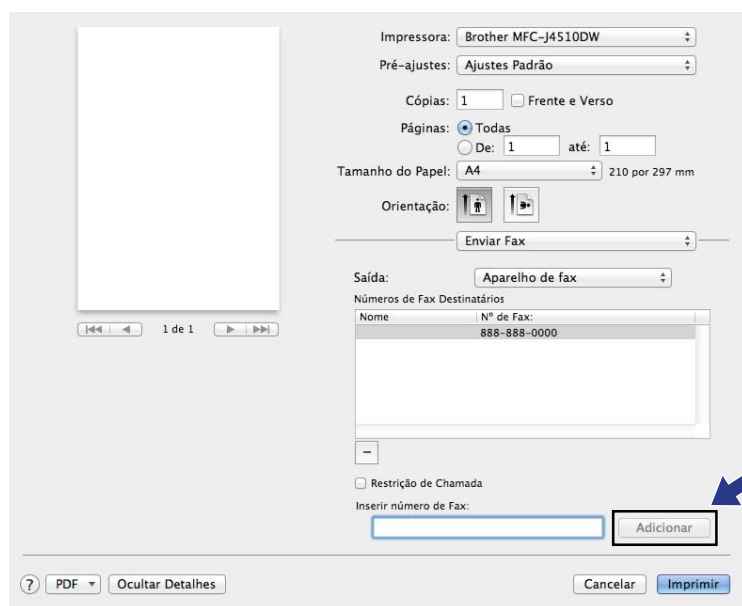 Impressora: Brother MFC-J4510DW
Pré-ajustes: Ajustes Padrão
Cópias: 1 Frente e Verso
Páginas: Todas
De: 1 até: 1
Tamanho do Papel: A4 210 por 297 mm
Orientação:
Enviar Fax
Saída: Aparelho de fax
Números de Fax Destinatários
Nome Nº de Fax:
888-888-0000
1 de 1
−
Restrição de Chamada
Inserir número de Fax:
Adicionar
? PDF Ocultar Detalhes Cancelar Imprimir